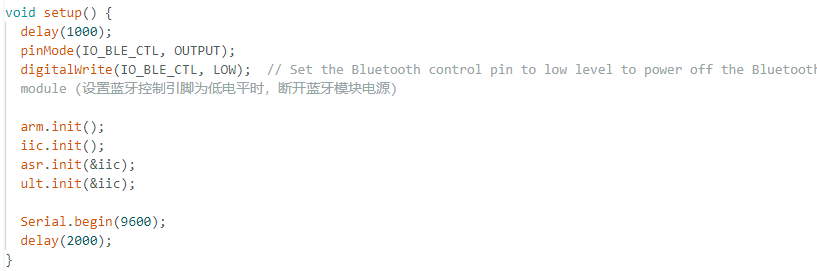 void setup() {
  delay(1000);
  pinMode(IO_BLE_CTL, OUTPUT);
  digitalWrite(IO_BLE_CTL, LOW);  // Set the Bluetooth control pin to low level to power off the Bluetooth
  module (设置蓝牙控制引脚为低电平时，断开蓝牙模块电源)
  arm.init();
  iic.init();
  asr.init(&iic);
  ult.init(&iic);
  Serial.begin(9600);
  delay(2000);
}